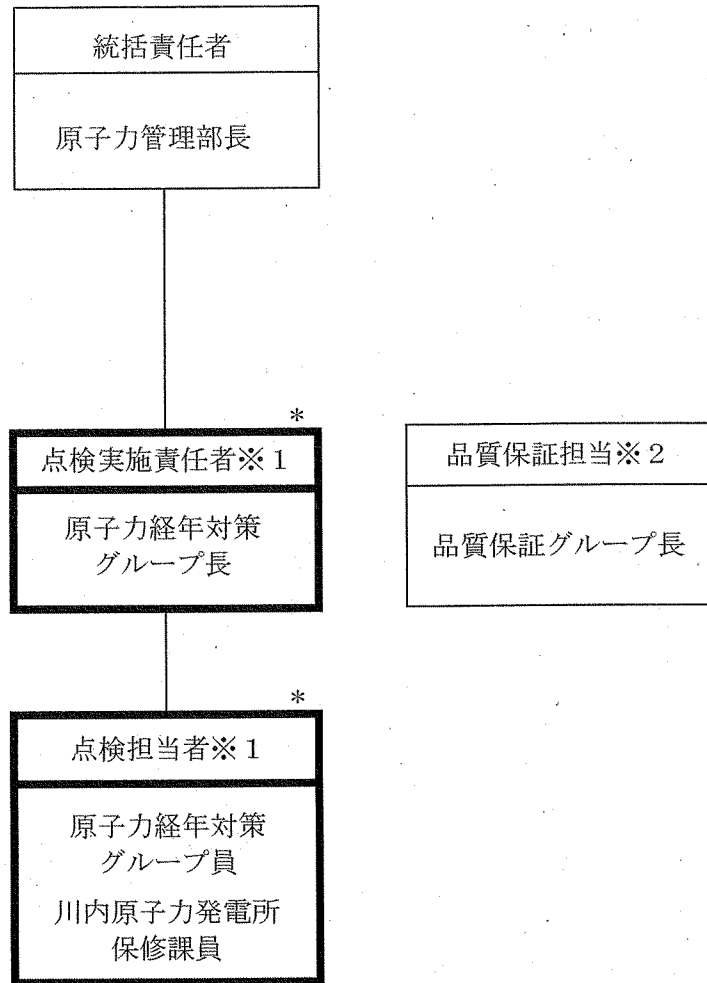 統括責任者
原子力管理部長
*
点検実施責任者※1
原子力経年対策
グループ長
品質保証担当※2
品質保証グループ長
*
点検担当者※1
原子力経年対策
グループ員
川内原子力発電所
保修課員